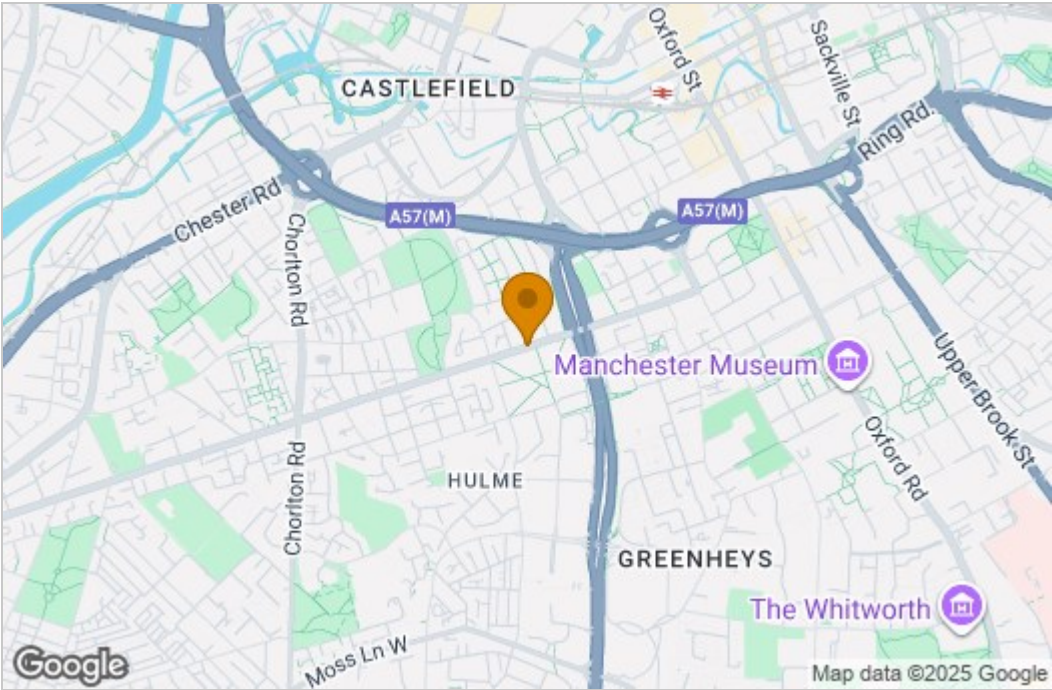 Oxford St
Sackville St
CASTLEFIELD
Ring Rd.
Chester Rd
A57(M)
A57(M)
Chorlton Rd
Manchester Museum
Upper Brook St
Oxford Rd
Chorlton Rd
HULME
GREENHEYS
The Whitworth
Moss Ln W
Google
Map data ©2025 Google